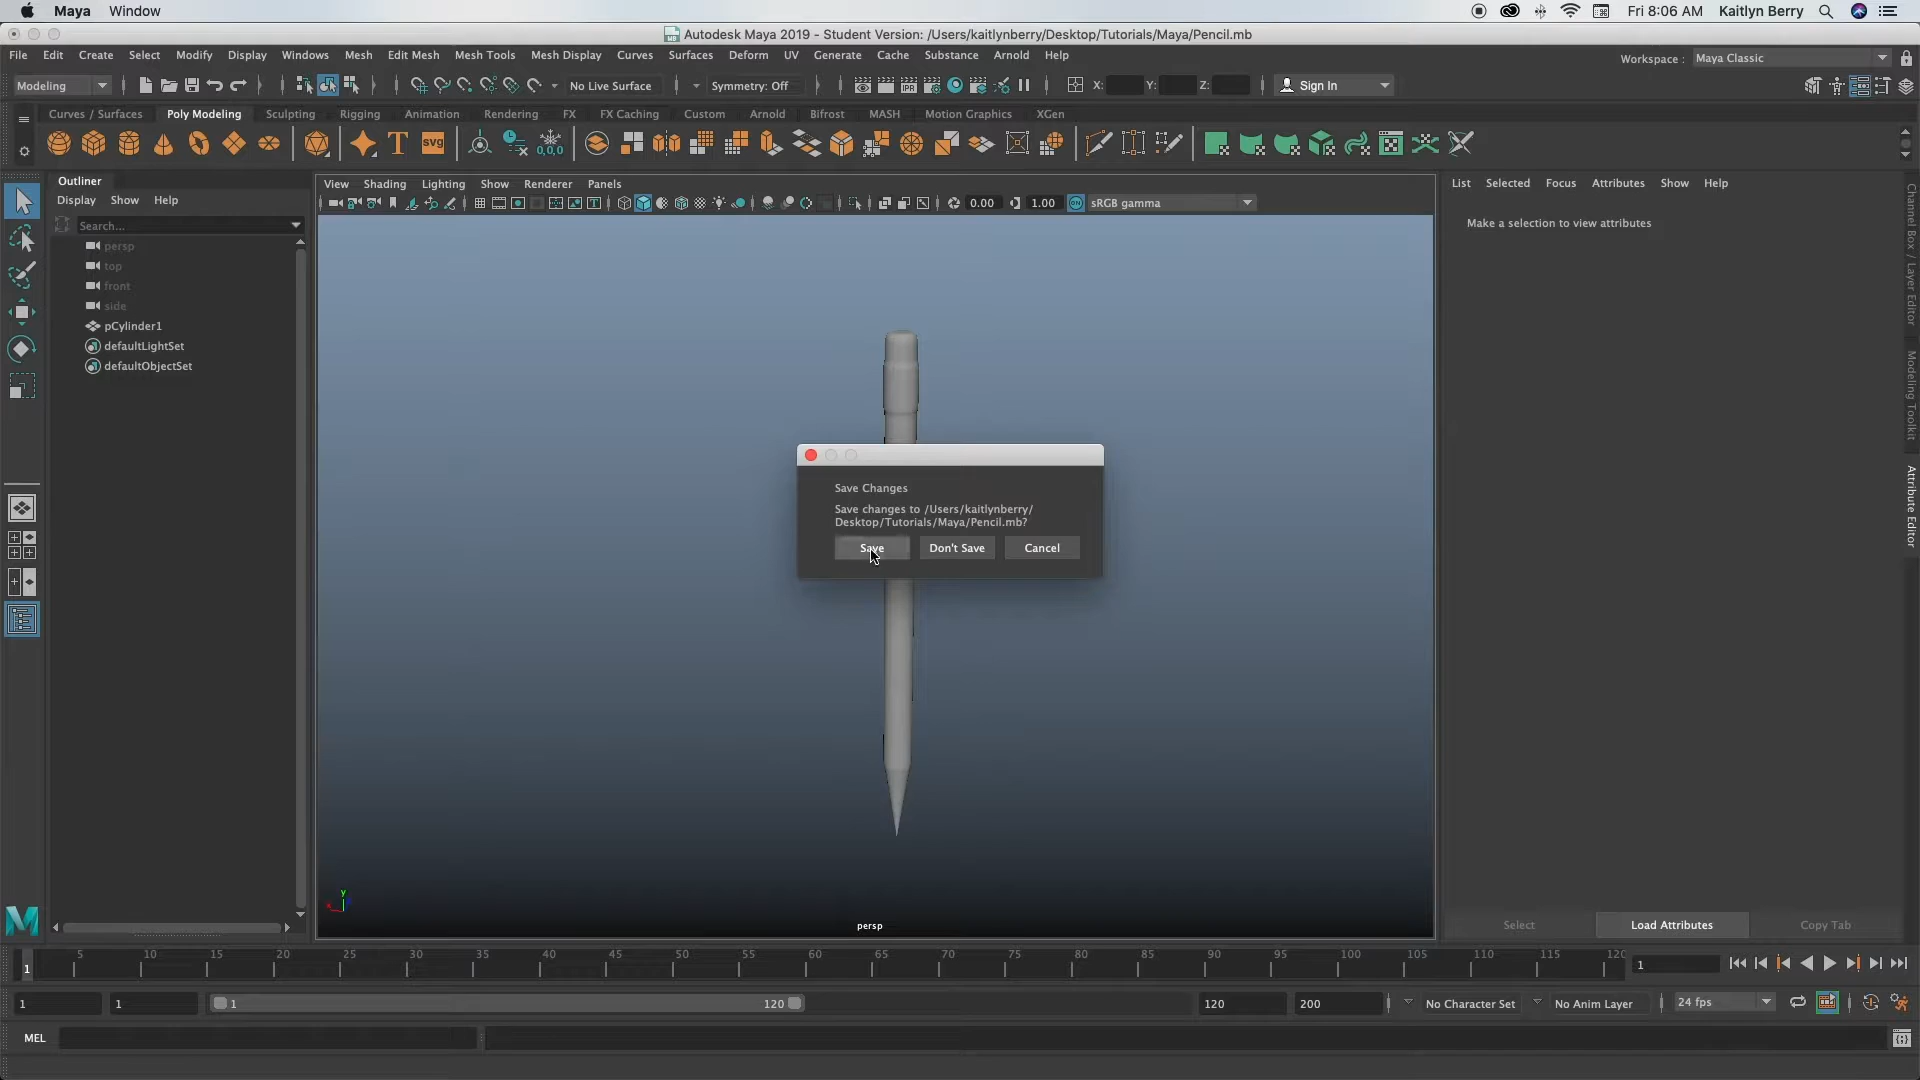 Maya Window Fri 8:06 AM Kaitlyn Berry
Autodesk Maya 2019 - Student Version: /Users/kaitlynberry/Desktop/Tutorials/Maya/Pencil.mb
File Edit Create Select Modify Display Windows Mesh Edit Mesh Mesh Tools Mesh Display Curves Surfaces Deform UV Generate Cache Substance Arnold Help Workspace : Maya Classic
Modeling No Live Surface Symmetry: Off X: Y: Z: Sign In
Curves / Surfaces Poly Modeling Sculpting Rigging Animation Rendering FX FX Caching Custom Arnold Bifrost MASH Motion Graphics XGen
T SVG 0,0,0
Outliner
Display Show Help
Search...
persp
top
front
side
pCylinder1
defaultLightSet
defaultObjectSet
View Shading Lighting Show Renderer Panels
0.00 1.00 sRGB gamma
Save Changes
Save changes to /Users/kaitlynberry/
Desktop/Tutorials/Maya/Pencil.mb?
Save Don't Save Cancel
y
persp
List Selected Focus Attributes Show Help
Make a selection to view attributes
Select Load Attributes Copy Tab
Channel Box / Layer Editor
Modeling Toolkit
Attribute Editor
5 10 15 20 25 30 35 40 45 50 55 60 65 70 75 80 85 90 95 100 105 110 115 120
1 1
1 1 1 120 120 200 No Character Set No Anim Layer 24 fps
MEL